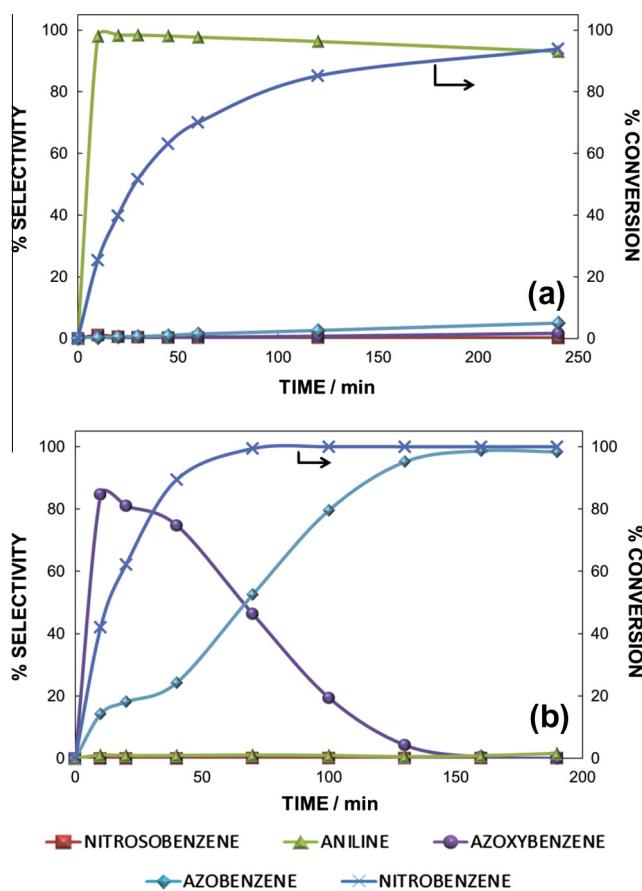 100
80
60
40
20
0
% SELECTIVITY
100
80
60
40
20
0
% CONVERSION
(a)
0 50 100 150 200 250
TIME / min
100
80
60
40
20
0
% SELECTIVITY
100
80
60
40
20
0
% CONVERSION
(b)
0 50 100 150 200
TIME / min
NITROSOBENZENE ANILINE AZOXYBENZENE
AZOBENZENE NITROBENZENE